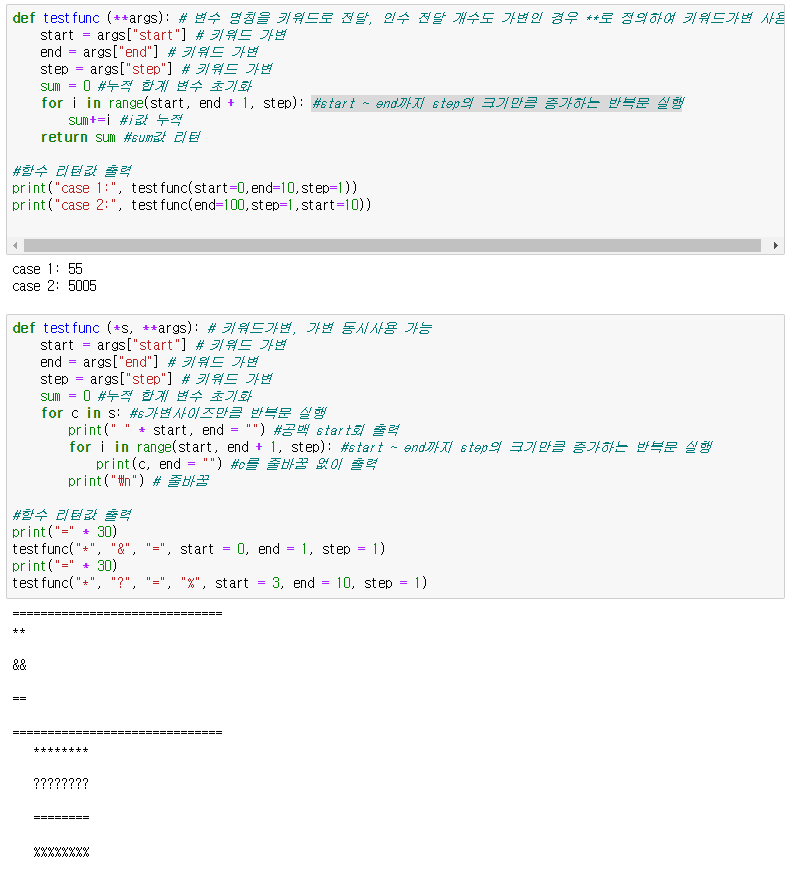 def testfunc (**args): # 변수 명칭을 키워드로 전달, 인수 전달 개수도 가변인 경우 **로 정의하여 키워드가변 사용
    start = args["start"] # 키워드 가변
    end = args["end"] # 키워드 가변
    step = args["step"] # 키워드 가변
    sum = 0 #누적 합계 변수 초기화
    for i in range(start, end + 1, step): #start ~ end까지 step의 크기만큼 증가하는 반복문 실행
        sum+=i #i값 누적
    return sum #sum값 리턴

#함수 리턴값 출력
print("case 1:", testfunc(start=0,end=10,step=1))
print("case 2:", testfunc(end=100,step=1,start=10))

case 1: 55
case 2: 5005

def testfunc (*s, **args): # 키워드가변, 가변 동시사용 가능
    start = args["start"] # 키워드 가변
    end = args["end"] # 키워드 가변
    step = args["step"] # 키워드 가변
    sum = 0 #누적 합계 변수 초기화
    for c in s: #s가변사이즈만큼 반복문 실행
        print(" " * start, end = "") #공백 start회 출력
        for i in range(start, end + 1, step): #start ~ end까지 step의 크기만큼 증가하는 반복문 실행
            print(c, end = "") #c를 줄바꿈 없이 출력
        print("₩n") # 줄바꿈

#함수 리턴값 출력
print("=" * 30)
testfunc("*", "&", "=", start = 0, end = 1, step = 1)
print("=" * 30)
testfunc("*", "?", "=", "%", start = 3, end = 10, step = 1)

==============================
**

&&

==

==============================
   ********

   ????????

   ========

   %%%%%%%%